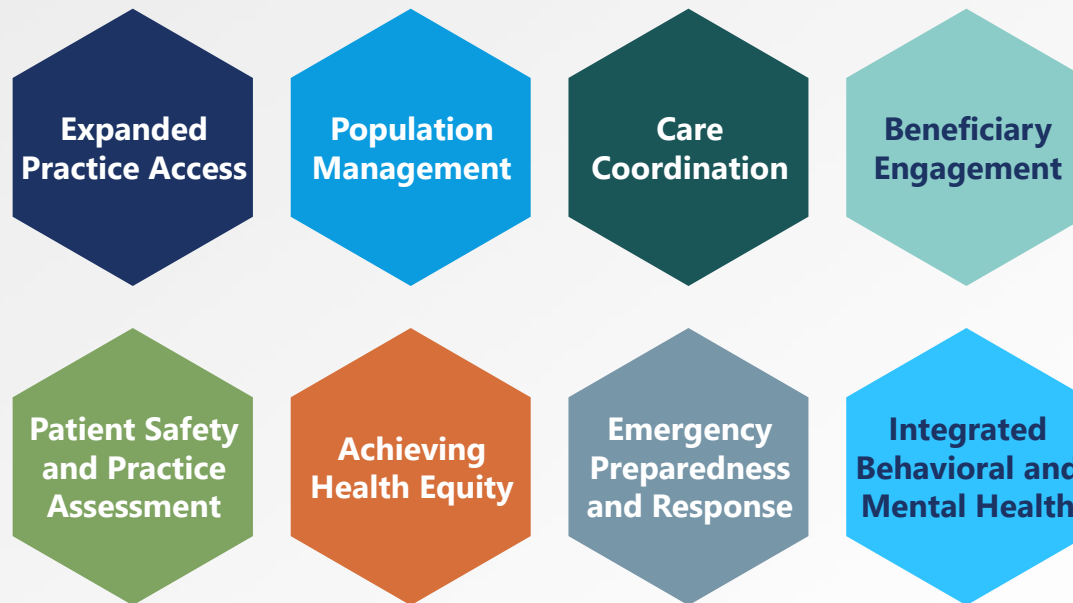 Expanded
Practice Access
Population
Management
Care
Coordination
Beneficiary
Engagement
Patient Safety
and Practice
Assessment
Achieving
Health Equity
Emergency
Preparedness
and Response
Integrated
Behavioral and
Mental Health